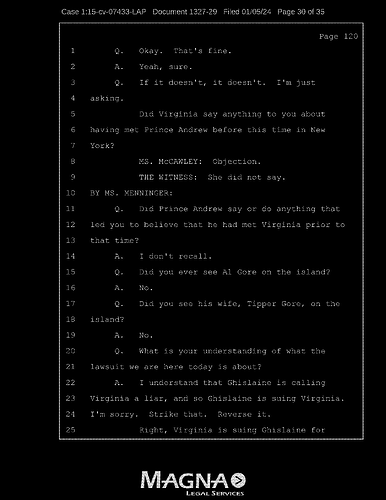 Case 1:15-cv-07433-LAP Document 1327-29 Filed 01/05/24 Page 30 of 35
Page 120
1 Q. Okay. That's fine.
2 A. Yeah, sure.
3 Q. If it doesn't, it doesn't. I'm just
4 asking.
5 Did Virginia say anything to you about
6 having met Prince Andrew before this time in New
7 York?
8 MS. McCAWLEY: Objection.
9 THE WITNESS: She did not say.
10 BY MS. MENNINGER:
11 Q. Did Prince Andrew say or do anything that
12 led you to believe that he had met Virginia prior to
13 that time?
14 A. I don't recall.
15 Q. Did you ever see Al Gore on the island?
16 A. No.
17 Q. Did you see his wife, Tipper Gore, on the
18 island?
19 A. No.
20 Q. What is your understanding of what the
21 lawsuit we are here today is about?
22 A. I understand that Ghislaine is calling
23 Virginia a liar, and so Ghislaine is suing Virginia.
24 I'm sorry. Strike that. Reverse it.
25 Right, Virginia is suing Ghislaine for
MAGNA
LEGAL SERVICES